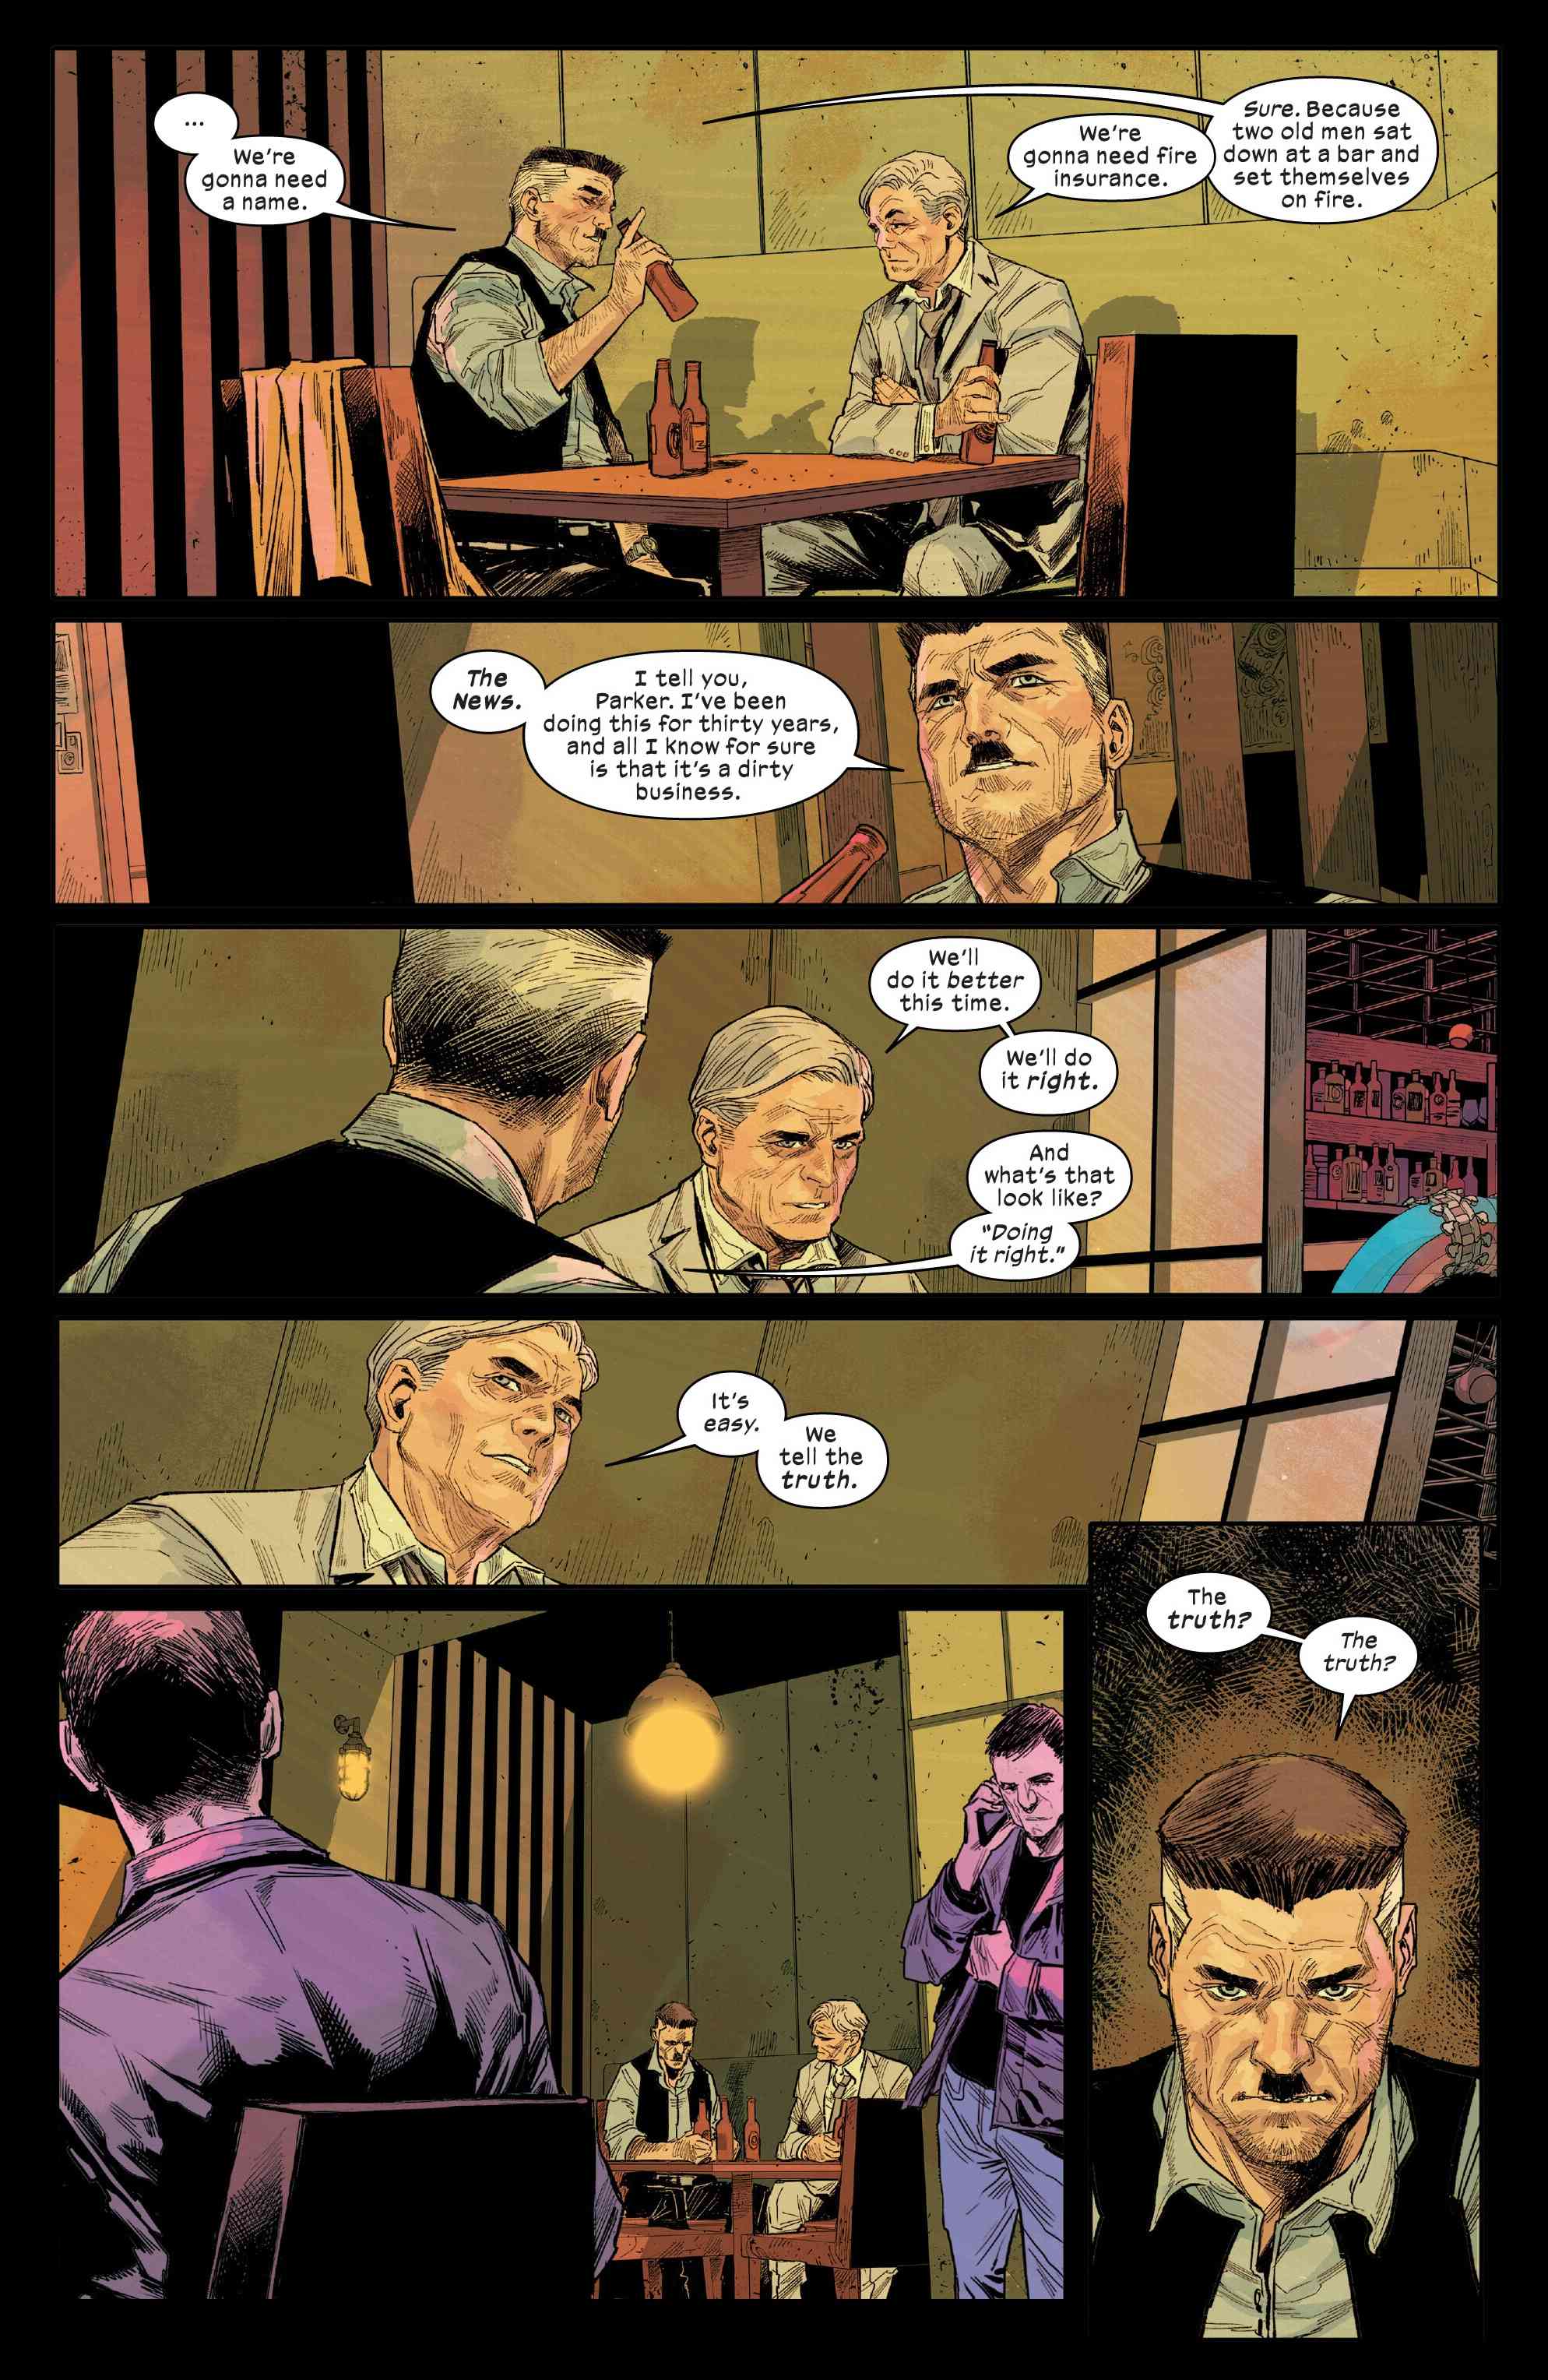 ...
We're
gonna need
a name.
We're
gonna need fire
insurance.
Sure. Because
two old men sat
down at a bar and
set themselves
on fire.
The
News.
I tell you,
Parker. I've been
doing this for thirty years,
and all I know for sure
is that it's a dirty
business.
We'll
do it better
this time.
We'll do
it right.
And
what's that
look like?
"Doing
it right."
It's
easy.
We
tell the
truth.
The
truth?
The
truth?